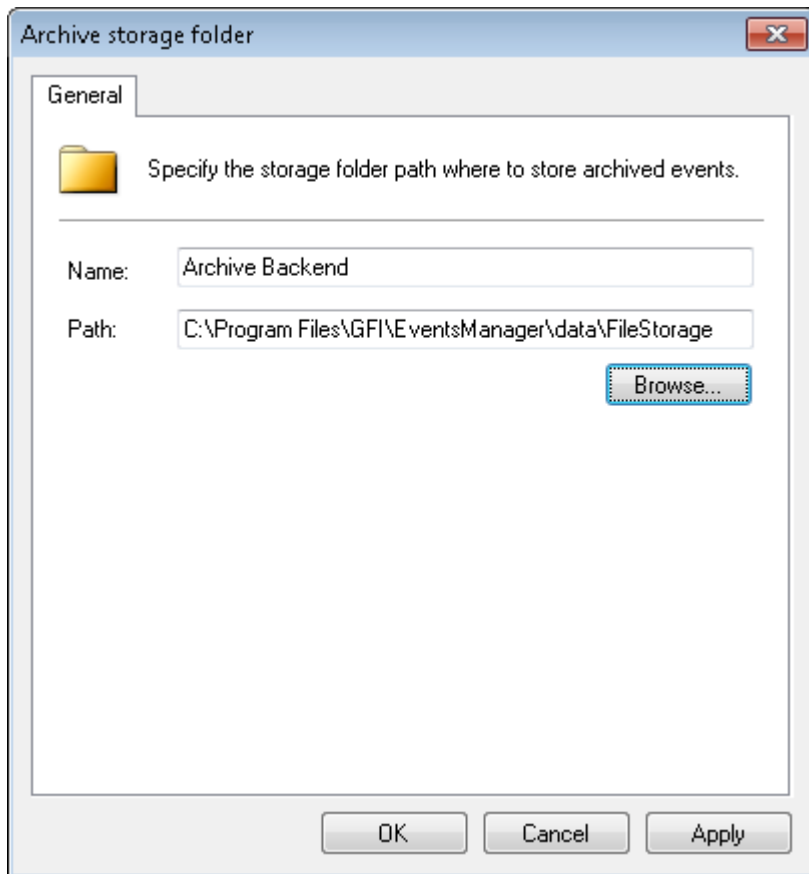 Archive storage folder
General
Specify the storage folder path where to store archived events.
Name: Archive Backend
Path: C:\Program Files\GFI\EventsManager\data\FileStorage
Browse...
OK Cancel Apply